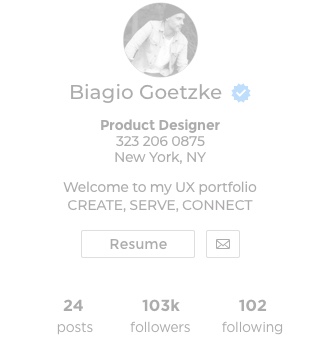 Biagio Goetzke
Product Designer
323 206 0875
New York, NY
Welcome to my UX portfolio
CREATE, SERVE, CONNECT
Resume
24 103k 102
posts followers following